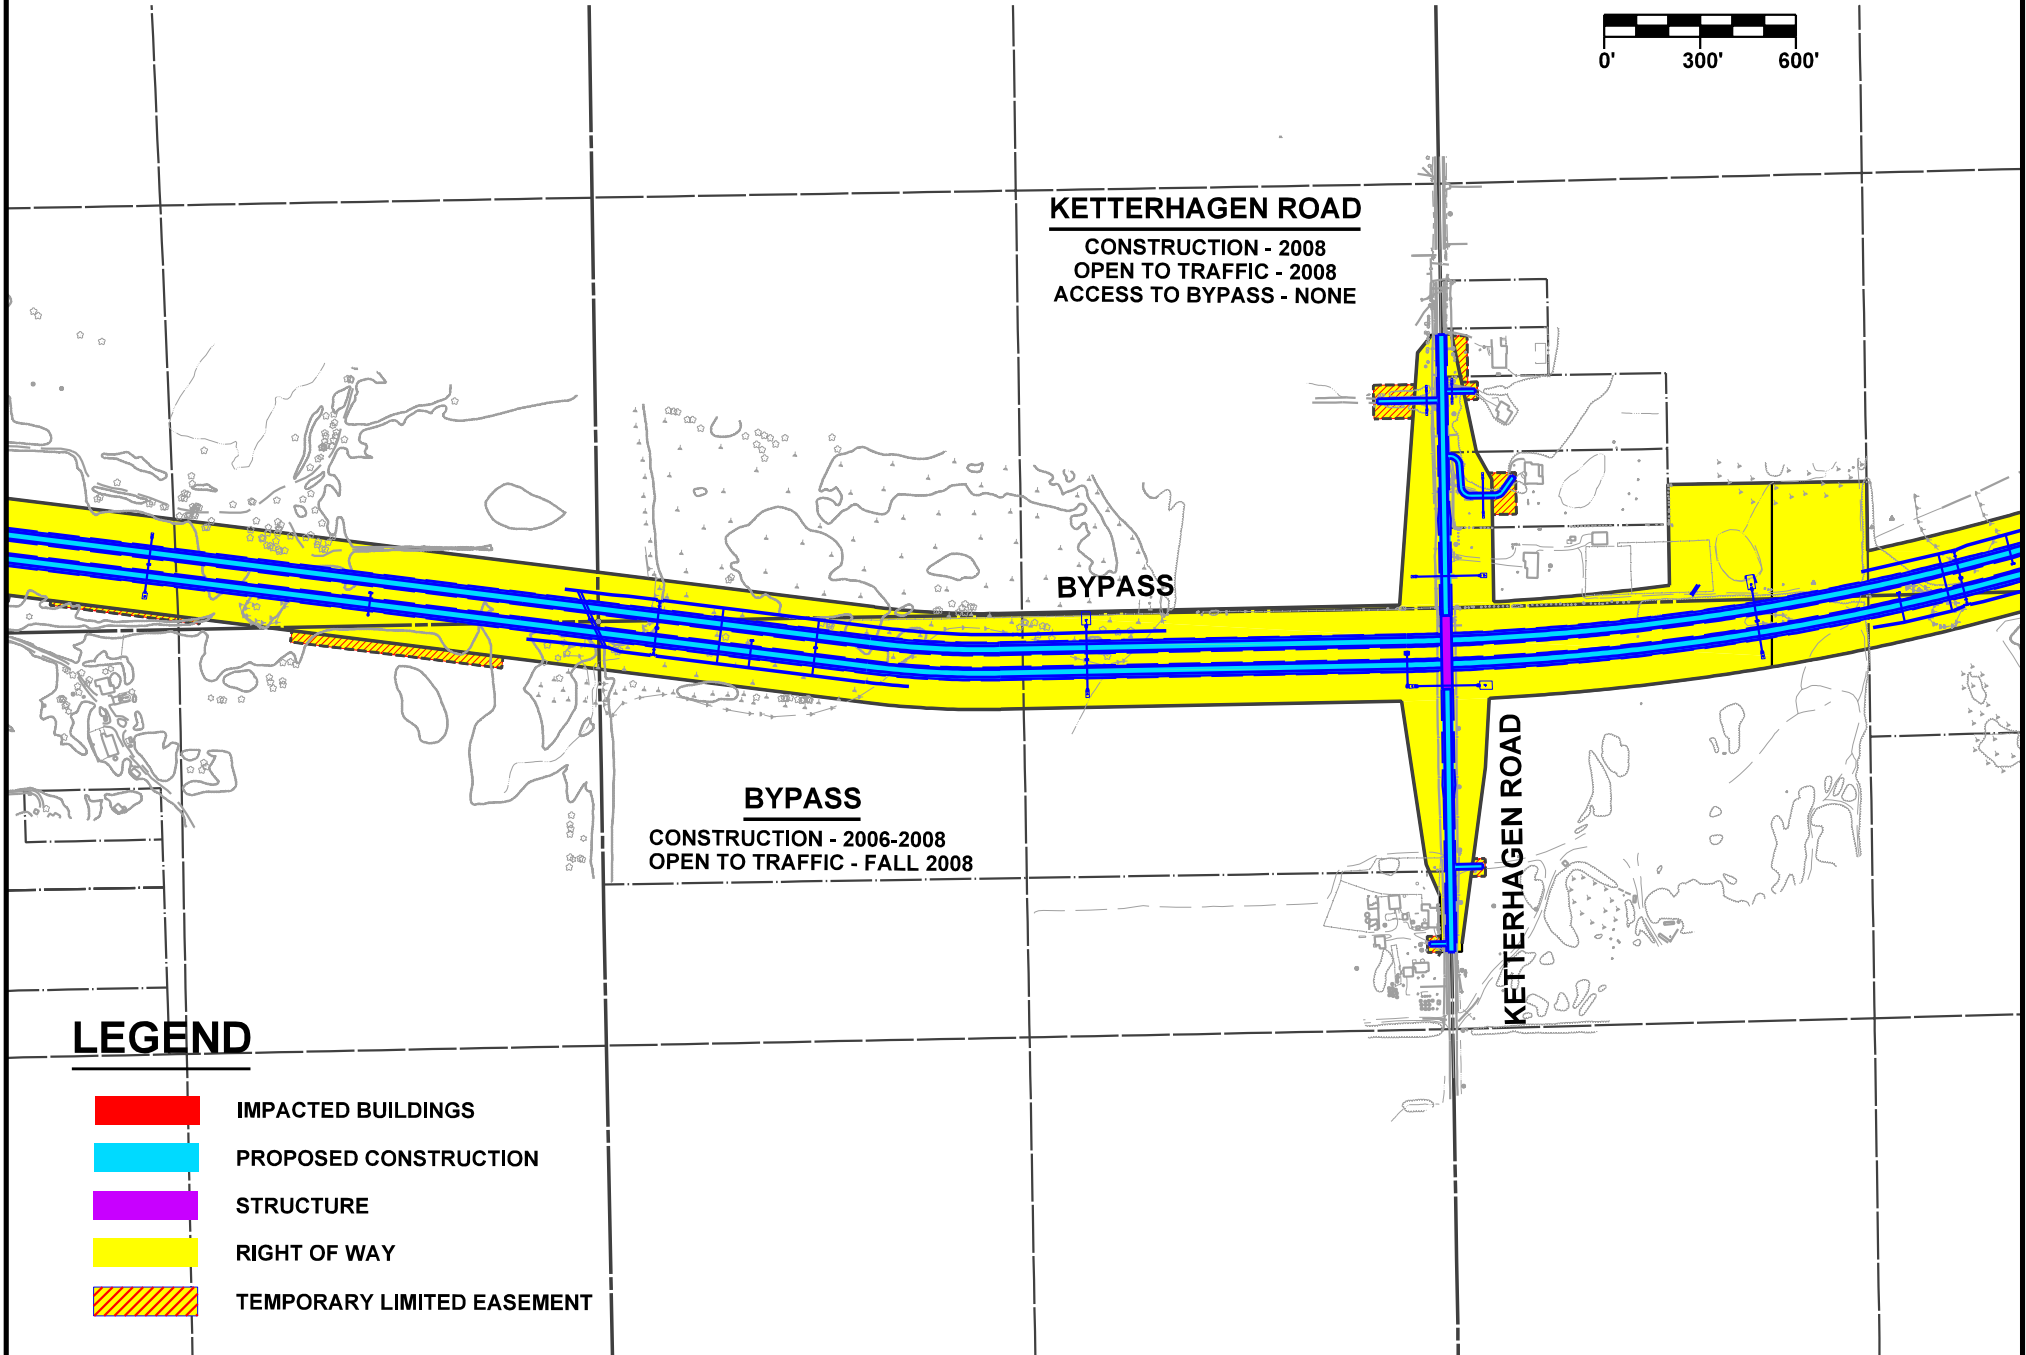 0' 300' 600'
KETTERHAGEN ROAD
CONSTRUCTION - 2008
OPEN TO TRAFFIC - 2008
ACCESS TO BYPASS - NONE
BYPASS
KETTERHAGEN ROAD
BYPASS
CONSTRUCTION - 2006-2008
OPEN TO TRAFFIC - FALL 2008
LEGEND
IMPACTED BUILDINGS
PROPOSED CONSTRUCTION
STRUCTURE
RIGHT OF WAY
TEMPORARY LIMITED EASEMENT